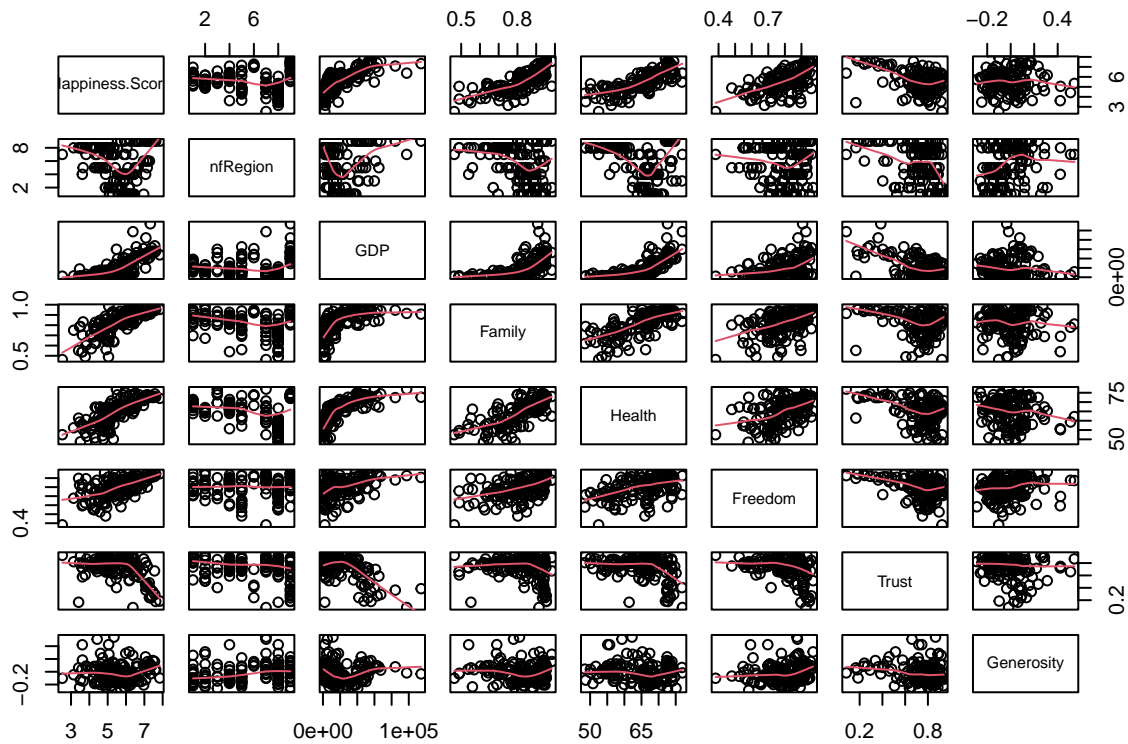 2 6 0.5 0.8 0.4 0.7 −0.2 0.4
Happiness.Scor 3 6
2 8 nfRegion
GDP 0e+00
0.5 1.0 Family
Health 50 75
0.4 Freedom
Trust 0.2
−0.2 Generosity
3 5 7 0e+00 1e+05 50 65 0.2 0.8